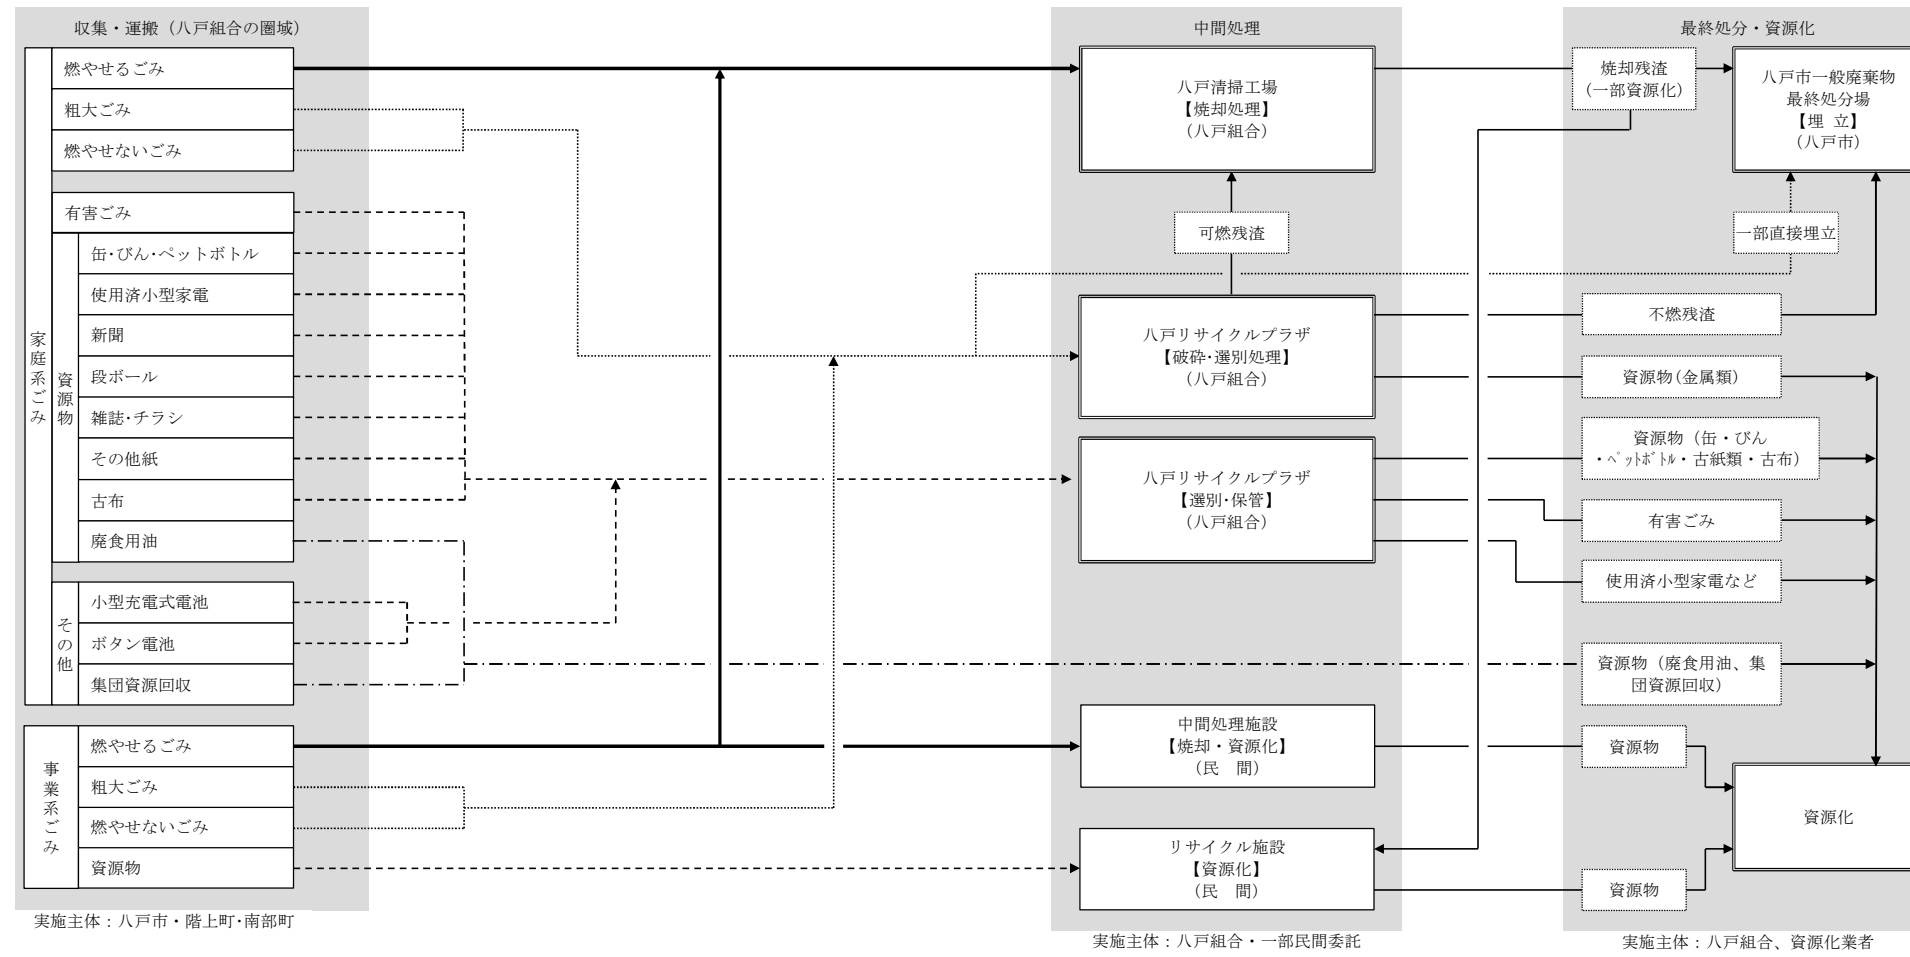 収集・運搬（八戸組合の圏域）
家庭系ごみ
燃やせるごみ
粗大ごみ
燃やせないごみ
有害ごみ
資源物
缶･びん･ペットボトル
使用済小型家電
新聞
段ボール
雑誌･チラシ
その他紙
古布
廃食用油
その他
小型充電式電池
ボタン電池
集団資源回収
事業系ごみ
燃やせるごみ
粗大ごみ
燃やせないごみ
資源物
実施主体：八戸市・階上町･南部町
中間処理
八戸清掃工場
【焼却処理】
（八戸組合）
可燃残渣
八戸リサイクルプラザ
【破砕･選別処理】
（八戸組合）
八戸リサイクルプラザ
【選別･保管】
（八戸組合）
中間処理施設
【焼却・資源化】
（民　間）
リサイクル施設
【資源化】
（民　間）
実施主体：八戸組合・一部民間委託
最終処分・資源化
焼却残渣
（一部資源化）
八戸市一般廃棄物
最終処分場
【埋 立】
（八戸市）
一部直接埋立
不燃残渣
資源物（金属類）
資源物（缶・びん
・ﾍﾟｯﾄﾎﾞﾄﾙ・古紙類・古布）
有害ごみ
使用済小型家電など
資源物（廃食用油、集
団資源回収）
資源物
資源化
資源物
実施主体：八戸組合、資源化業者